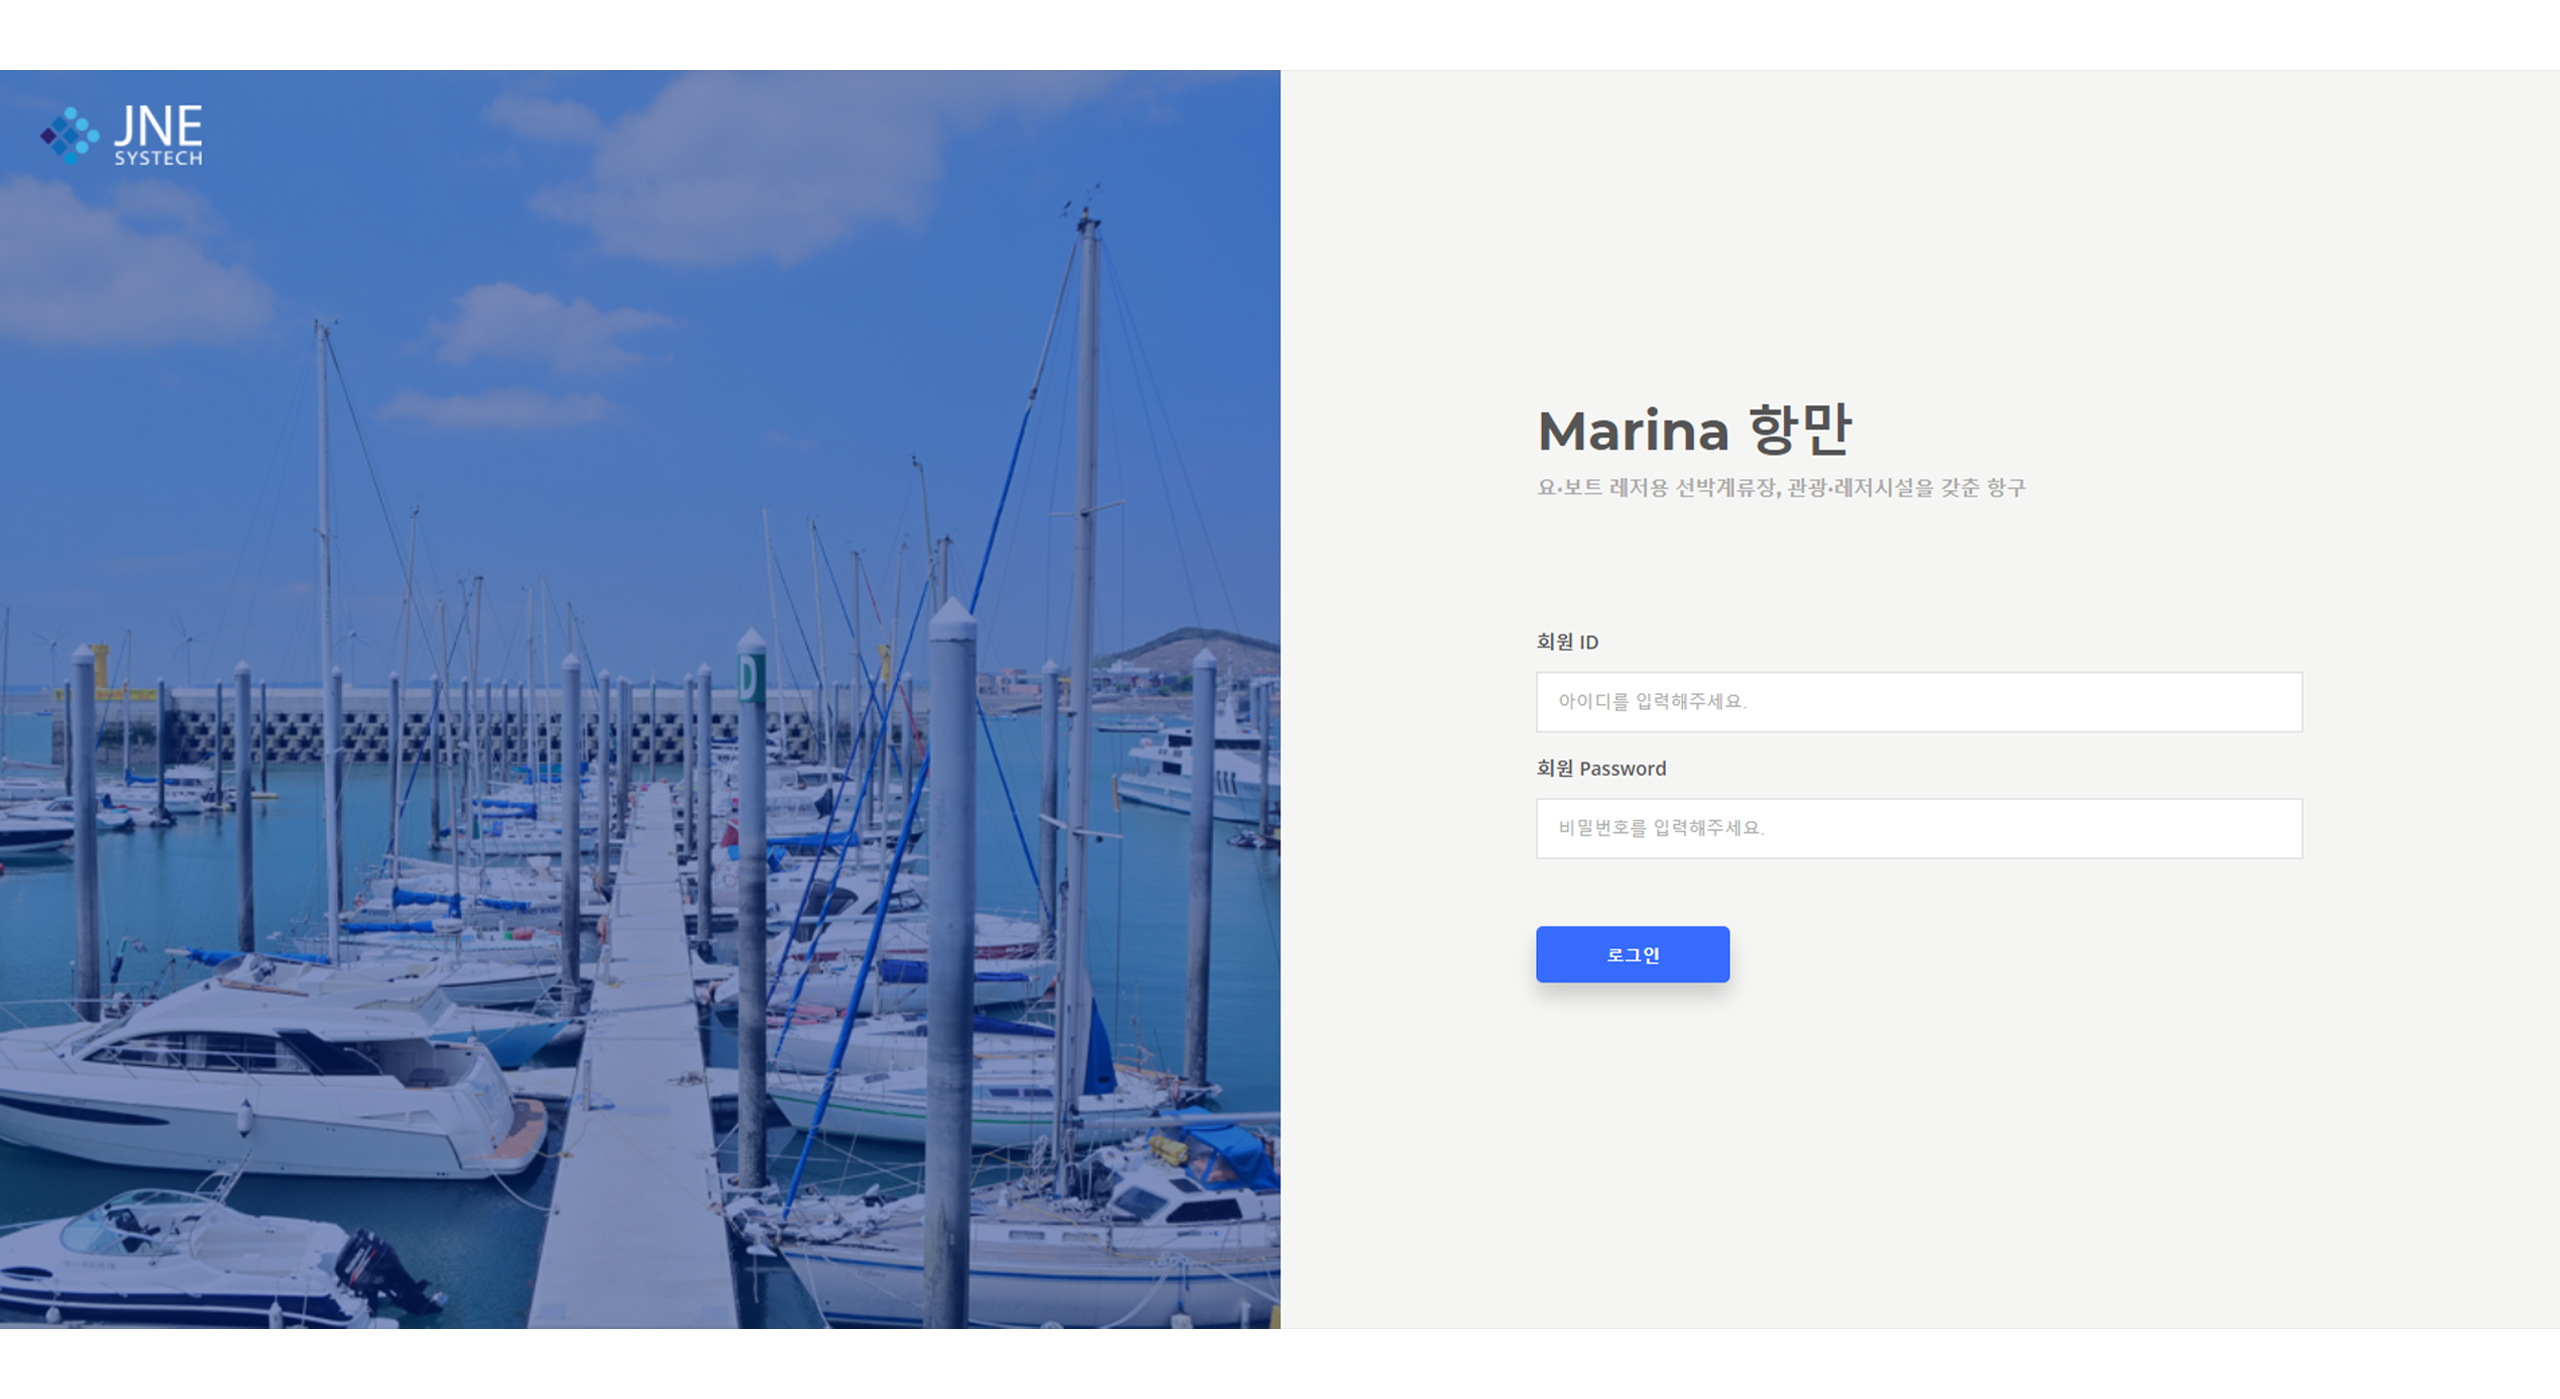 JNE
SYSTECH
D
Marina 항만
요·보트 레저용 선박계류장, 관광·레저시설을 갖춘 항구
회원 ID
아이디를 입력해주세요.
회원 Password
비밀번호를 입력해주세요.
로그인